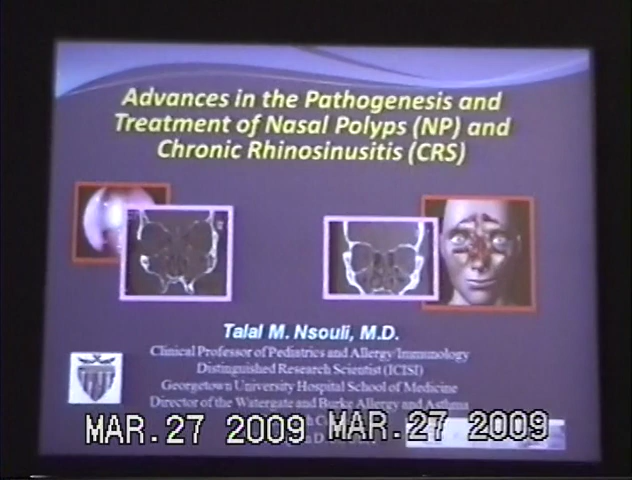 Advances in the Pathogenesis and
Treatment of Nasal Polyps (NP) and
Chronic Rhinosinusitis (CRS)
Talal M. Nsouli, M.D.
Clinical Professor of Pediatrics and Allergy/Immunology
Distinguished Research Scientist (ICISI)
Georgetown University Hospital School of Medicine
Director of the Watergate and Burke Allergy and Asthma
MAR.27 2009 MAR.27 2009